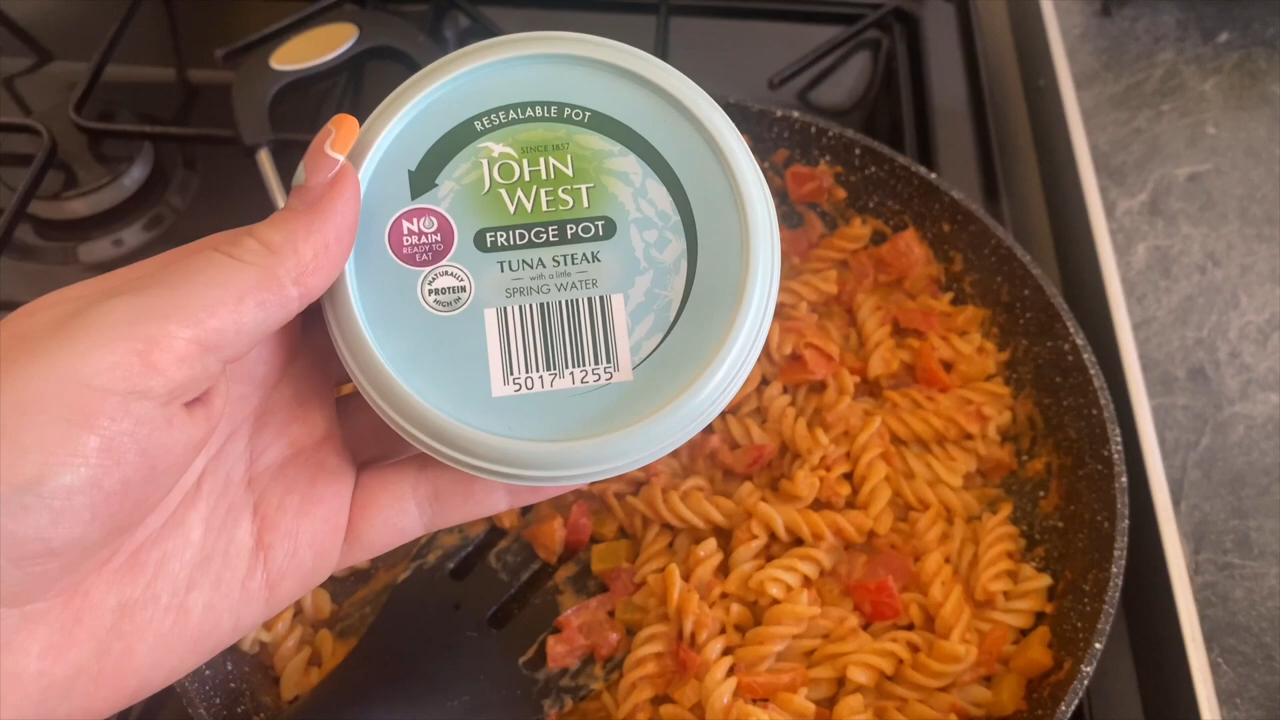 RESEALABLE POT
SINCE 1857
JOHN
WEST
FRIDGE POT
NO
DRAIN
READY TO
EAT
NATURALLY
PROTEIN
HIGH IN
TUNA STEAK
with a little
SPRING WATER
5017 1255